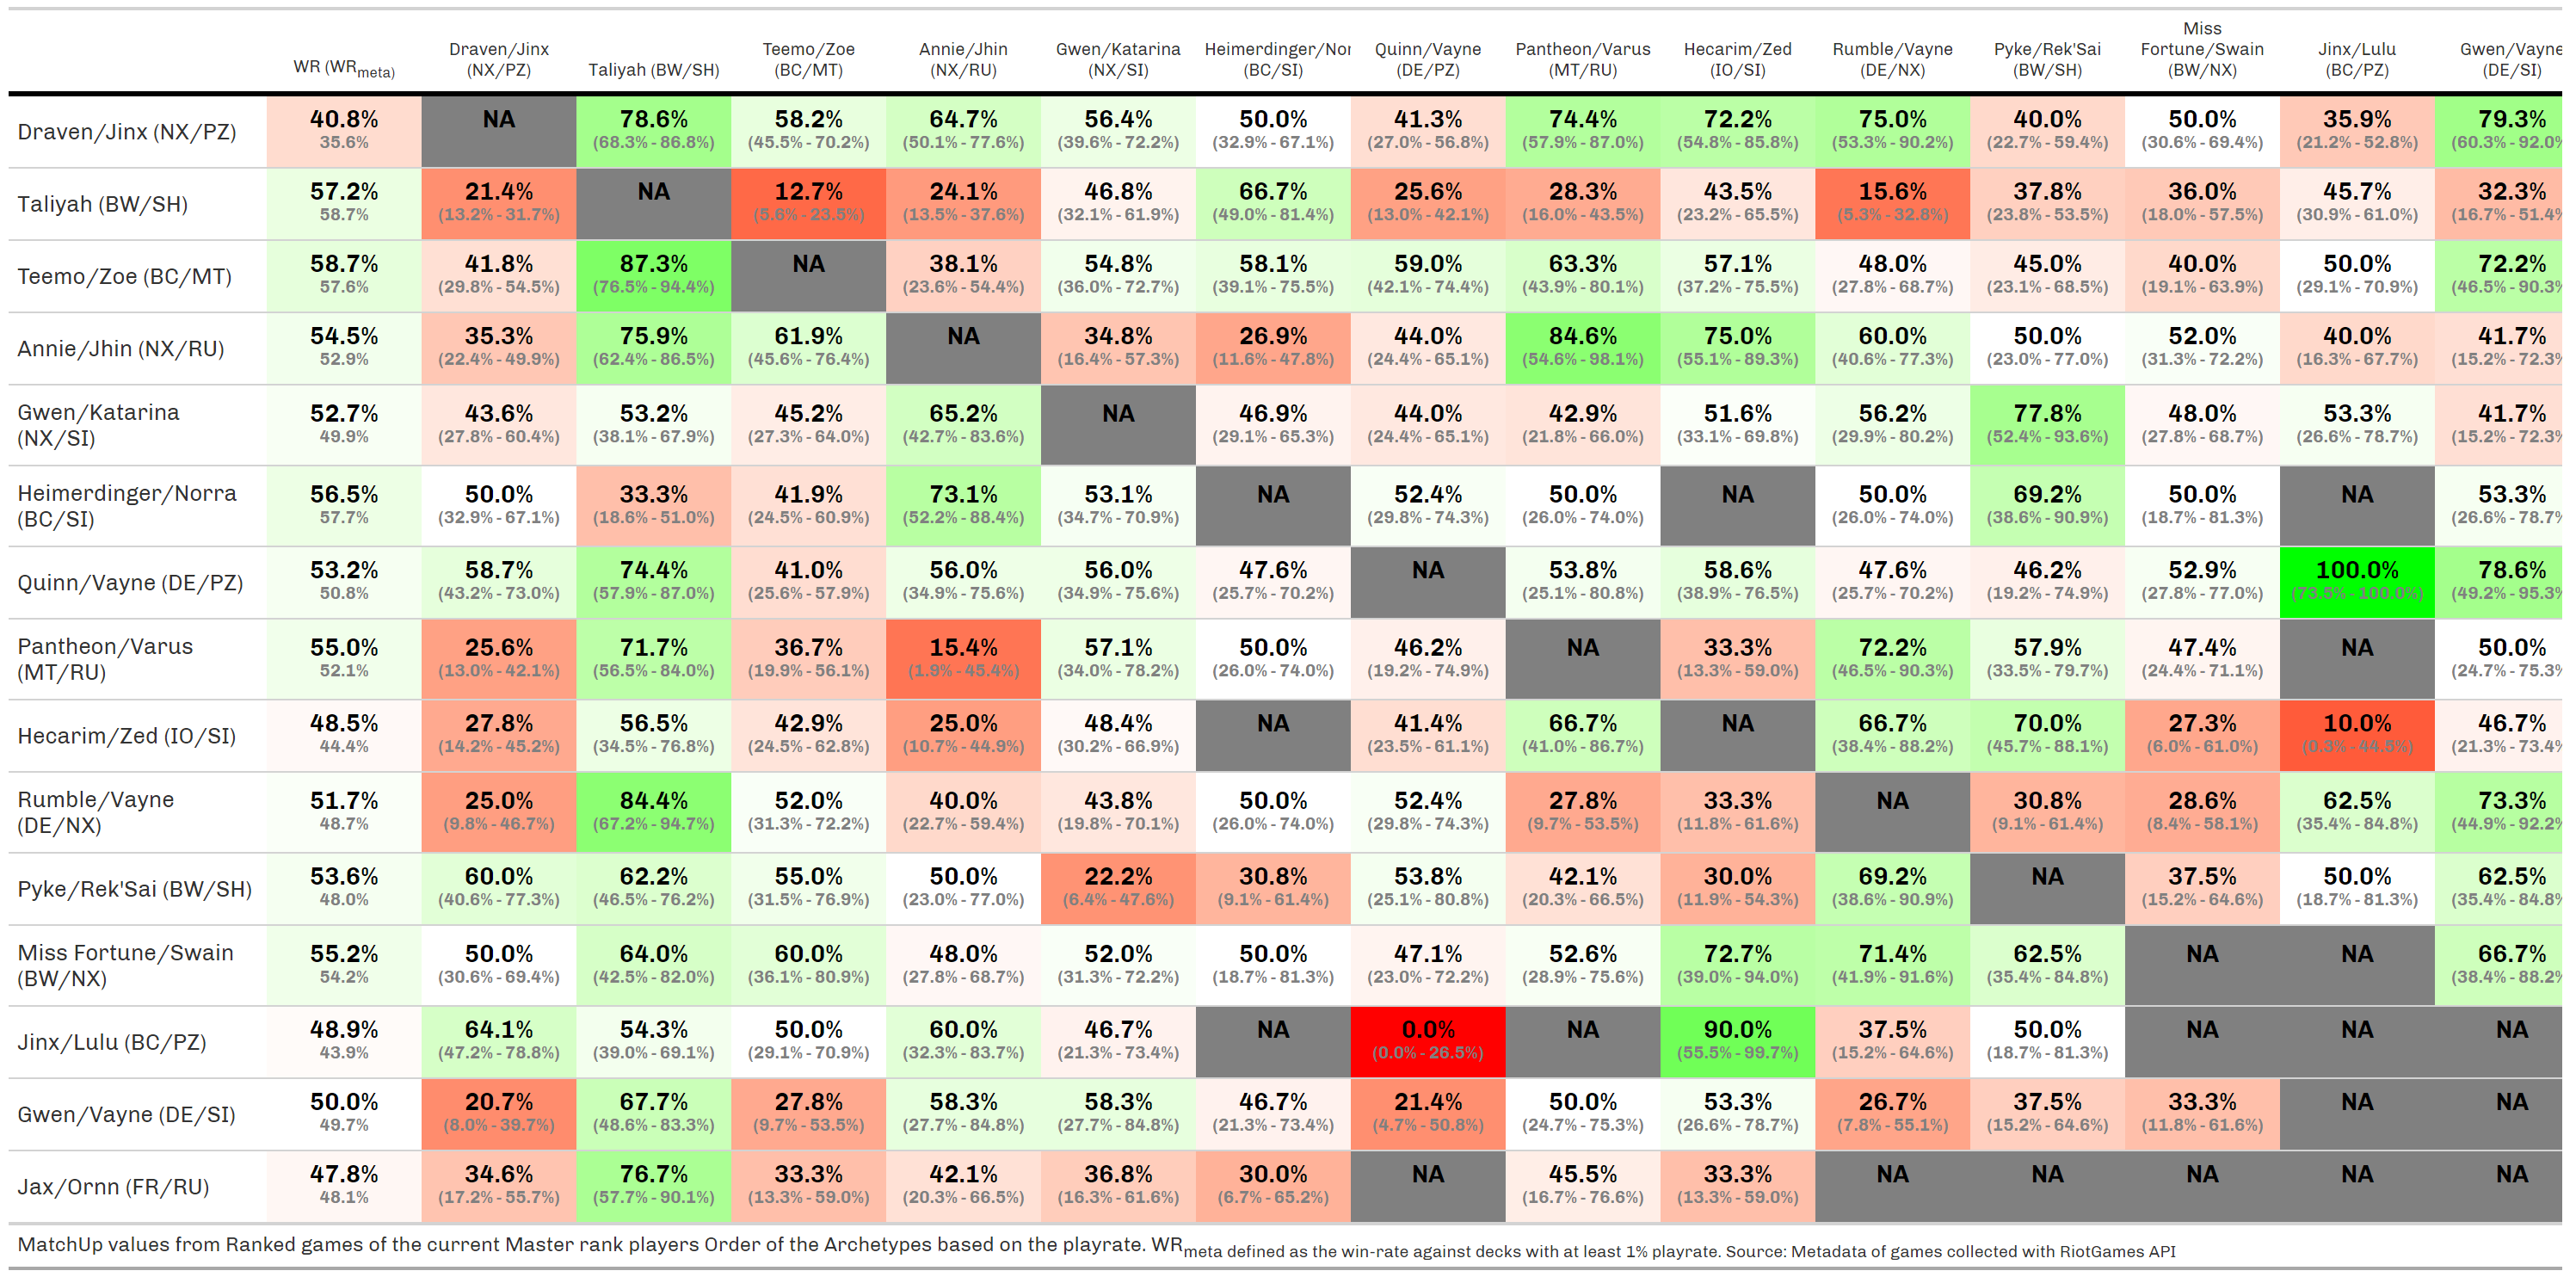 WR (WRmeta) Draven/Jinx (NX/PZ) Taliyah (BW/SH) Teemo/Zoe (BC/MT) Annie/Jhin (NX/RU) Gwen/Katarina (NX/SI) Heimerdinger/Nor (BC/SI) Quinn/Vayne (DE/PZ) Pantheon/Varus (MT/RU) Hecarim/Zed (IO/SI) Rumble/Vayne (DE/NX) Pyke/Rek'Sai (BW/SH) Miss Fortune/Swain (BW/NX) Jinx/Lulu (BC/PZ) Gwen/Vayne (DE/SI)
Draven/Jinx (NX/PZ) 40.8% NA 78.6% 58.2% 64.7% 56.4% 50.0% 41.3% 74.4% 72.2% 75.0% 40.0% 50.0% 35.9% 79.3%
35.6% (68.3% - 86.8%) (45.5% - 70.2%) (50.1% - 77.6%) (39.6% - 72.2%) (32.9% - 67.1%) (27.0% - 56.8%) (57.9% - 87.0%) (54.8% - 85.8%) (53.3% - 90.2%) (22.7% - 59.4%) (30.6% - 69.4%) (21.2% - 52.8%) (60.3% - 92.0%
Taliyah (BW/SH) 57.2% 21.4% NA 12.7% 24.1% 46.8% 66.7% 25.6% 28.3% 43.5% 15.6% 37.8% 36.0% 45.7% 32.3%
58.7% (13.2% - 31.7%) (5.6% - 23.5%) (13.5% - 37.6%) (32.1% - 61.9%) (49.0% - 81.4%) (13.0% - 42.1%) (16.0% - 43.5%) (23.2% - 65.5%) (5.3% - 32.8%) (23.8% - 53.5%) (18.0% - 57.5%) (30.9% - 61.0%) (16.7% - 51.4%
Teemo/Zoe (BC/MT) 58.7% 41.8% 87.3% NA 38.1% 54.8% 58.1% 59.0% 63.3% 57.1% 48.0% 45.0% 40.0% 50.0% 72.2%
57.6% (29.8% - 54.5%) (76.5% - 94.4%) (23.6% - 54.4%) (36.0% - 72.7%) (39.1% - 75.5%) (42.1% - 74.4%) (43.9% - 80.1%) (37.2% - 75.5%) (27.8% - 68.7%) (23.1% - 68.5%) (19.1% - 63.9%) (29.1% - 70.9%) (46.5% - 90.3%
Annie/Jhin (NX/RU) 54.5% 35.3% 75.9% 61.9% NA 34.8% 26.9% 44.0% 84.6% 75.0% 60.0% 50.0% 52.0% 40.0% 41.7%
52.9% (22.4% - 49.9%) (62.4% - 86.5%) (45.6% - 76.4%) (16.4% - 57.3%) (11.6% - 47.8%) (24.4% - 65.1%) (54.6% - 98.1%) (55.1% - 89.3%) (40.6% - 77.3%) (23.0% - 77.0%) (31.3% - 72.2%) (16.3% - 67.7%) (15.2% - 72.3%
Gwen/Katarina (NX/SI) 52.7% 43.6% 53.2% 45.2% 65.2% NA 46.9% 44.0% 42.9% 51.6% 56.2% 77.8% 48.0% 53.3% 41.7%
49.9% (27.8% - 60.4%) (38.1% - 67.9%) (27.3% - 64.0%) (42.7% - 83.6%) (29.1% - 65.3%) (24.4% - 65.1%) (21.8% - 66.0%) (33.1% - 69.8%) (29.9% - 80.2%) (52.4% - 93.6%) (27.8% - 68.7%) (26.6% - 78.7%) (15.2% - 72.3%
Heimerdinger/Norra (BC/SI) 56.5% 50.0% 33.3% 41.9% 73.1% 53.1% NA 52.4% 50.0% NA 50.0% 69.2% 50.0% NA 53.3%
57.7% (32.9% - 67.1%) (18.6% - 51.0%) (24.5% - 60.9%) (52.2% - 88.4%) (34.7% - 70.9%) (29.8% - 74.3%) (26.0% - 74.0%) (26.0% - 74.0%) (38.6% - 90.9%) (18.7% - 81.3%) (26.6% - 78.7%
Quinn/Vayne (DE/PZ) 53.2% 58.7% 74.4% 41.0% 56.0% 56.0% 47.6% NA 53.8% 58.6% 47.6% 46.2% 52.9% 100.0% 78.6%
50.8% (43.2% - 73.0%) (57.9% - 87.0%) (25.6% - 57.9%) (34.9% - 75.6%) (34.9% - 75.6%) (25.7% - 70.2%) (25.1% - 80.8%) (38.9% - 76.5%) (25.7% - 70.2%) (19.2% - 74.9%) (27.8% - 77.0%) (73.5% - 100.0%) (49.2% - 95.3%
Pantheon/Varus (MT/RU) 55.0% 25.6% 71.7% 36.7% 15.4% 57.1% 50.0% 46.2% NA 33.3% 72.2% 57.9% 47.4% NA 50.0%
52.1% (13.0% - 42.1%) (56.5% - 84.0%) (19.9% - 56.1%) (1.9% - 45.4%) (34.0% - 78.2%) (26.0% - 74.0%) (19.2% - 74.9%) (13.3% - 59.0%) (46.5% - 90.3%) (33.5% - 79.7%) (24.4% - 71.1%) (24.7% - 75.3%
Hecarim/Zed (IO/SI) 48.5% 27.8% 56.5% 42.9% 25.0% 48.4% NA 41.4% 66.7% NA 66.7% 70.0% 27.3% 10.0% 46.7%
44.4% (14.2% - 45.2%) (34.5% - 76.8%) (24.5% - 62.8%) (10.7% - 44.9%) (30.2% - 66.9%) (23.5% - 61.1%) (41.0% - 86.7%) (38.4% - 88.2%) (45.7% - 88.1%) (6.0% - 61.0%) (0.3% - 44.5%) (21.3% - 73.4%
Rumble/Vayne (DE/NX) 51.7% 25.0% 84.4% 52.0% 40.0% 43.8% 50.0% 52.4% 27.8% 33.3% NA 30.8% 28.6% 62.5% 73.3%
48.7% (9.8% - 46.7%) (67.2% - 94.7%) (31.3% - 72.2%) (22.7% - 59.4%) (19.8% - 70.1%) (26.0% - 74.0%) (29.8% - 74.3%) (9.7% - 53.5%) (11.8% - 61.6%) (9.1% - 61.4%) (8.4% - 58.1%) (35.4% - 84.8%) (44.9% - 92.2%
Pyke/Rek'Sai (BW/SH) 53.6% 60.0% 62.2% 55.0% 50.0% 22.2% 30.8% 53.8% 42.1% 30.0% 69.2% NA 37.5% 50.0% 62.5%
48.0% (40.6% - 77.3%) (46.5% - 76.2%) (31.5% - 76.9%) (23.0% - 77.0%) (6.4% - 47.6%) (9.1% - 61.4%) (25.1% - 80.8%) (20.3% - 66.5%) (11.9% - 54.3%) (38.6% - 90.9%) (15.2% - 64.6%) (18.7% - 81.3%) (35.4% - 84.8%
Miss Fortune/Swain (BW/NX) 55.2% 50.0% 64.0% 60.0% 48.0% 52.0% 50.0% 47.1% 52.6% 72.7% 71.4% 62.5% NA NA 66.7%
54.2% (30.6% - 69.4%) (42.5% - 82.0%) (36.1% - 80.9%) (27.8% - 68.7%) (31.3% - 72.2%) (18.7% - 81.3%) (23.0% - 72.2%) (28.9% - 75.6%) (39.0% - 94.0%) (41.9% - 91.6%) (35.4% - 84.8%) (38.4% - 88.2%
Jinx/Lulu (BC/PZ) 48.9% 64.1% 54.3% 50.0% 60.0% 46.7% NA 0.0% NA 90.0% 37.5% 50.0% NA NA NA
43.9% (47.2% - 78.8%) (39.0% - 69.1%) (29.1% - 70.9%) (32.3% - 83.7%) (21.3% - 73.4%) (0.0% - 26.5%) (55.5% - 99.7%) (15.2% - 64.6%) (18.7% - 81.3%)
Gwen/Vayne (DE/SI) 50.0% 20.7% 67.7% 27.8% 58.3% 58.3% 46.7% 21.4% 50.0% 53.3% 26.7% 37.5% 33.3% NA NA
49.7% (8.0% - 39.7%) (48.6% - 83.3%) (9.7% - 53.5%) (27.7% - 84.8%) (27.7% - 84.8%) (21.3% - 73.4%) (4.7% - 50.8%) (24.7% - 75.3%) (26.6% - 78.7%) (7.8% - 55.1%) (15.2% - 64.6%) (11.8% - 61.6%)
Jax/Ornn (FR/RU) 47.8% 34.6% 76.7% 33.3% 42.1% 36.8% 30.0% NA 45.5% 33.3% NA NA NA NA NA
48.1% (17.2% - 55.7%) (57.7% - 90.1%) (13.3% - 59.0%) (20.3% - 66.5%) (16.3% - 61.6%) (6.7% - 65.2%) (16.7% - 76.6%) (13.3% - 59.0%)
MatchUp values from Ranked games of the current Master rank players Order of the Archetypes based on the playrate. WRmeta defined as the win-rate against decks with at least 1% playrate. Source: Metadata of games collected with RiotGames API